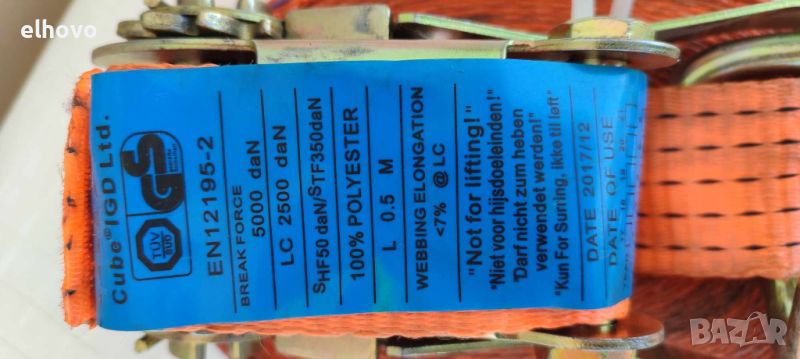 elhovo
Cube® IGD Ltd.
TÜV
SÜD
GS
EN12195-2
BREAK FORCE
5000 daN
LC 2500 daN
SHF50 daN/STF350daN
100% POLYESTER
L 0.5 M
WEBBING ELONGATION
<7% @ LC
"Not for lifting!"
"Niet voor hijsdoeleinden!"
"Darf nicht zum heben
verwendet werden!"
"Kun For Surring, ikke til løft"
DATE 2017/12
DATE OF USE
BAZAR